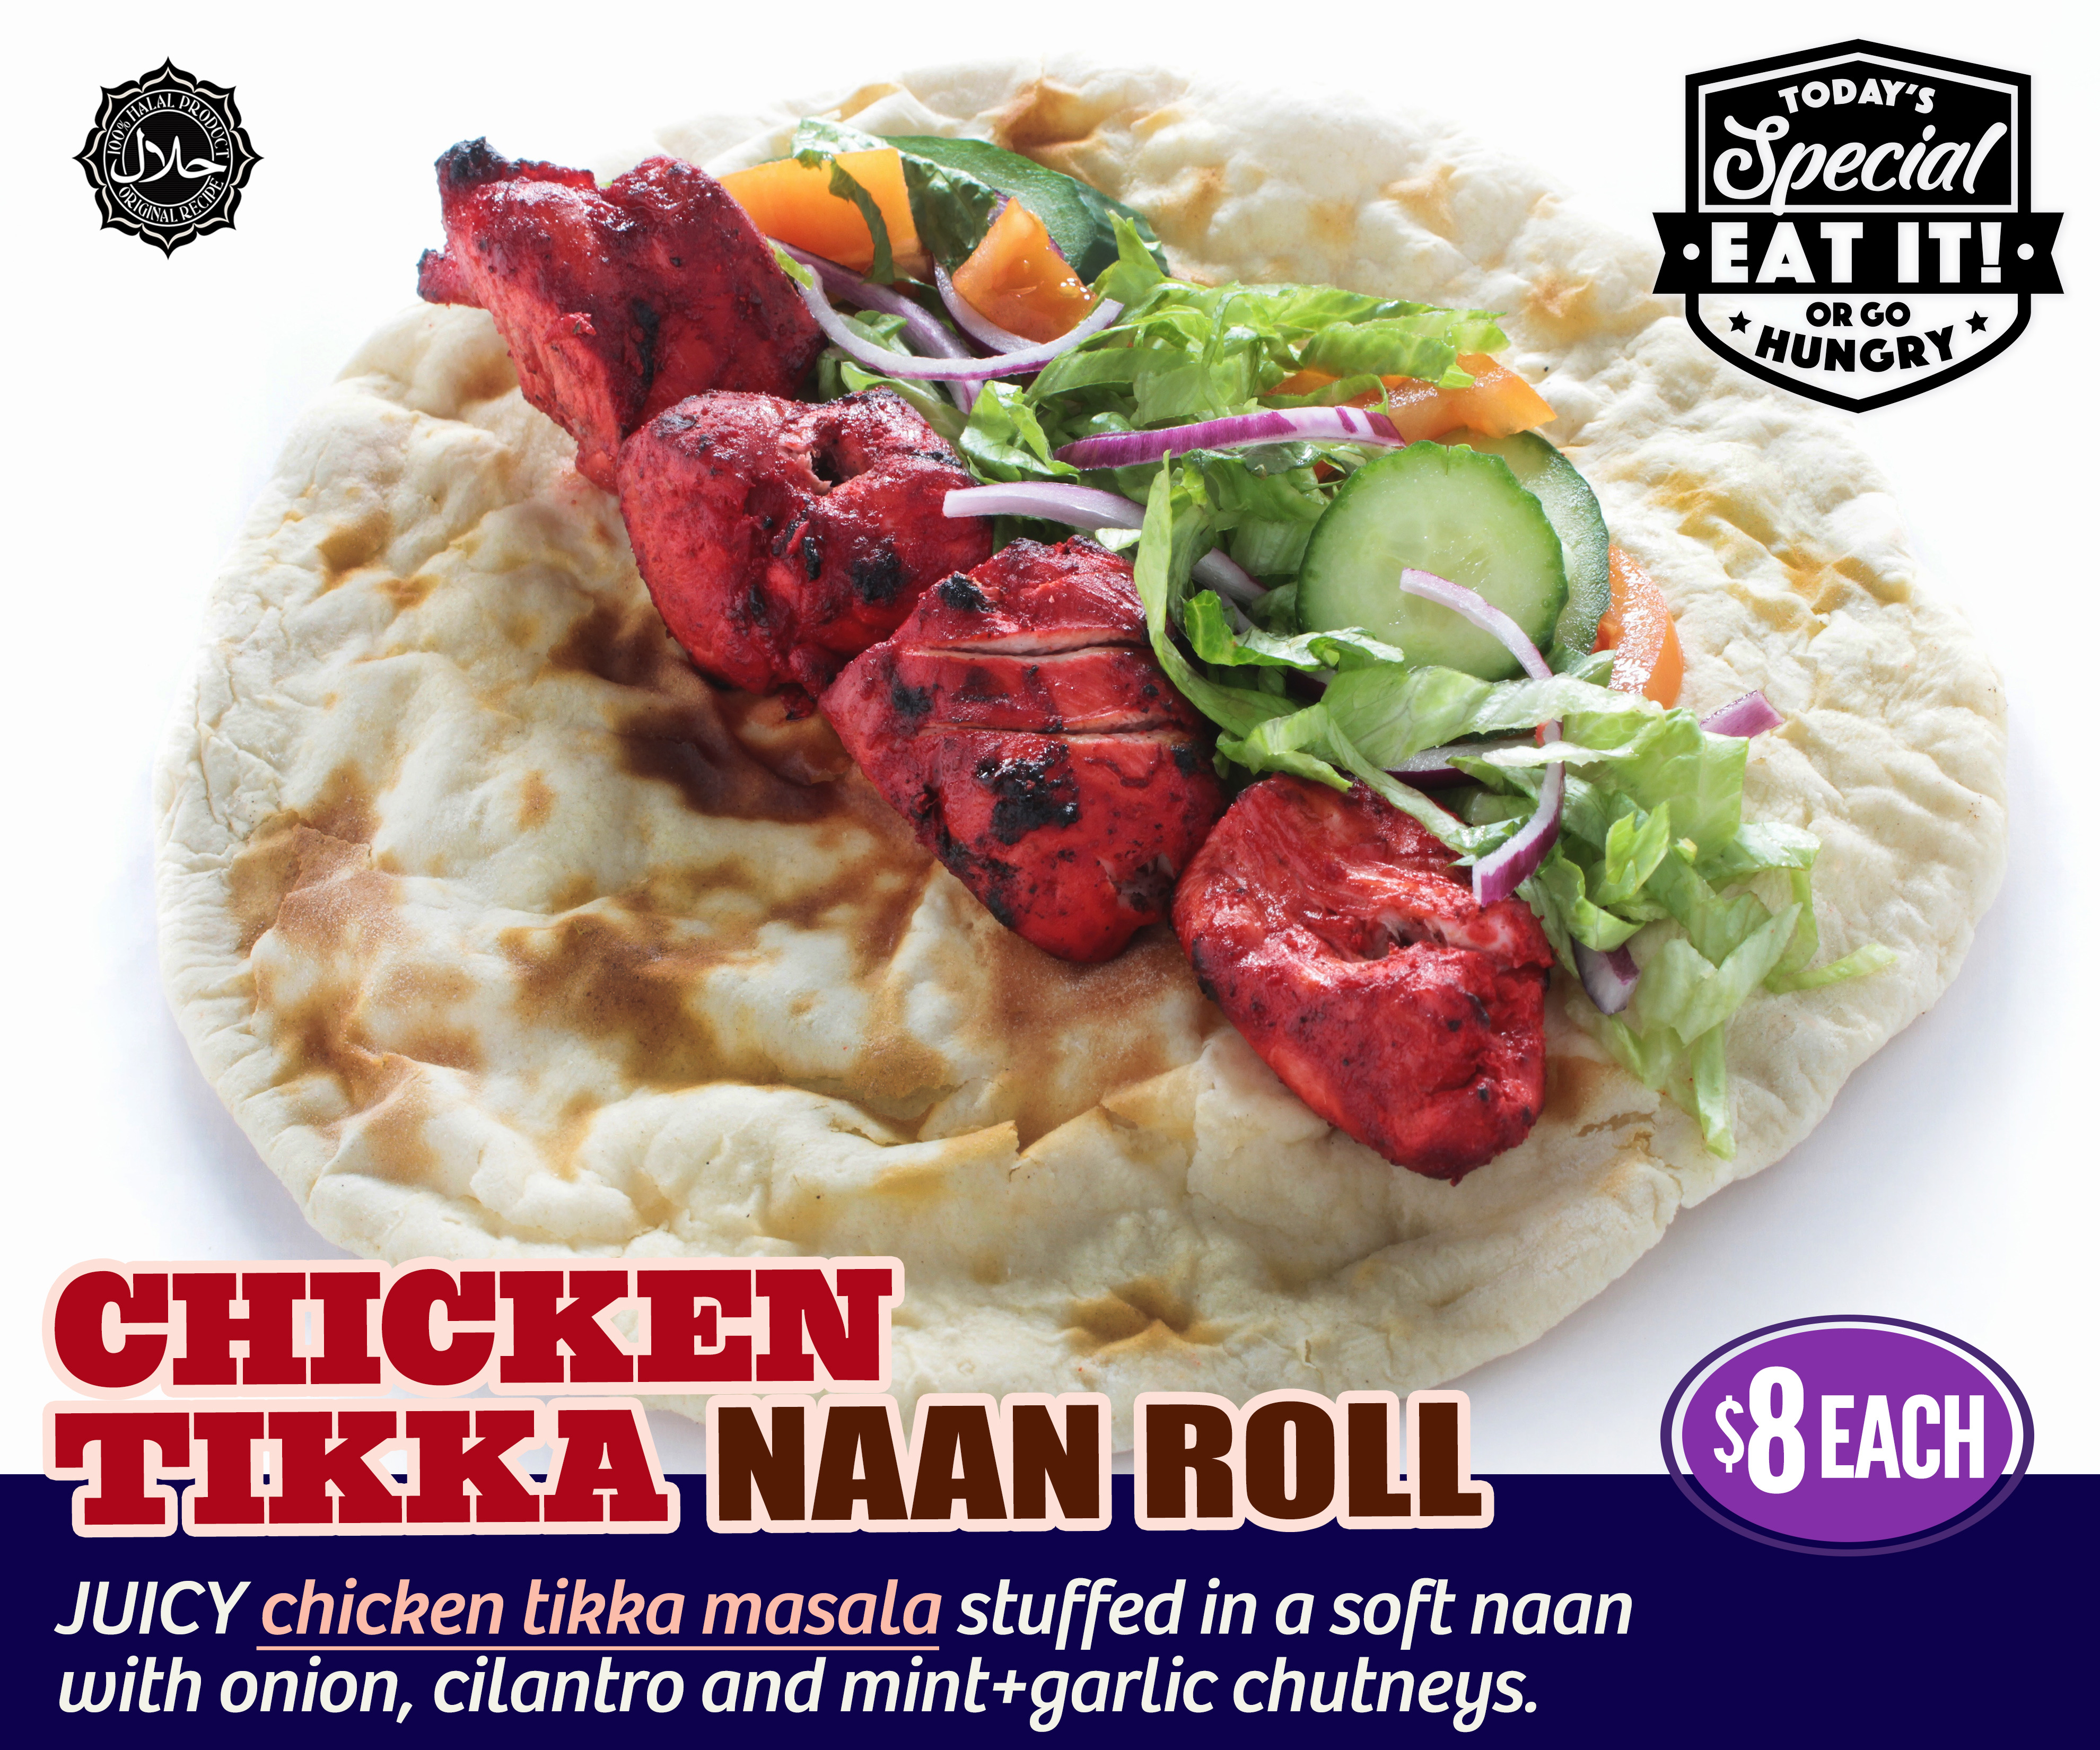 100% HALAL PRODUCT
حلال
ORIGINAL RECIPE
TODAY'S
Special
• EAT IT! •
OR GO
HUNGRY
CHICKEN
TIKKA NAAN ROLL
$8 EACH
JUICY chicken tikka masala stuffed in a soft naan
with onion, cilantro and mint+garlic chutneys.